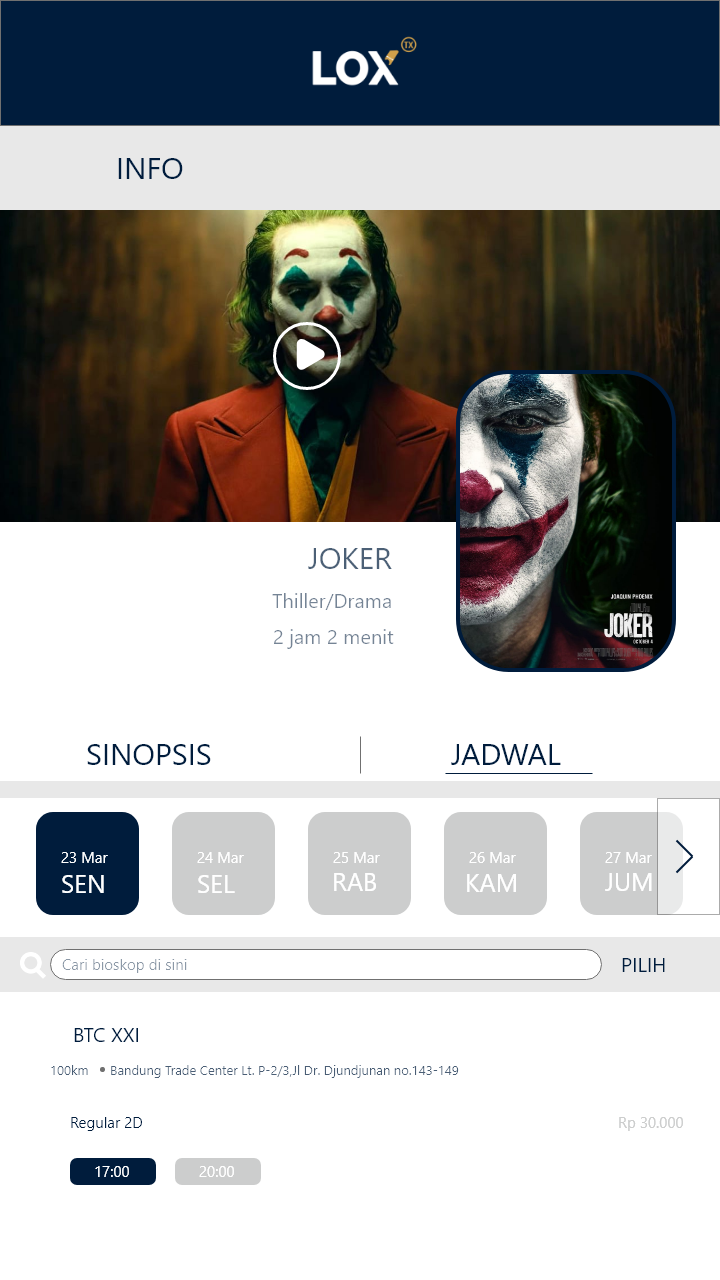 LOX TX
INFO
JOAQUIN PHOENIX
JOKER
OCTOBER 4
JOKER
Thiller/Drama
2 jam 2 menit
SINOPSIS
JADWAL
23 Mar
SEN
24 Mar
SEL
25 Mar
RAB
26 Mar
KAM
27 Mar
JUM
Cari bioskop di sini
PILIH
BTC XXI
100km • Bandung Trade Center Lt. P-2/3,Jl Dr. Djundjunan no.143-149
Regular 2D
Rp 30.000
17:00
20:00